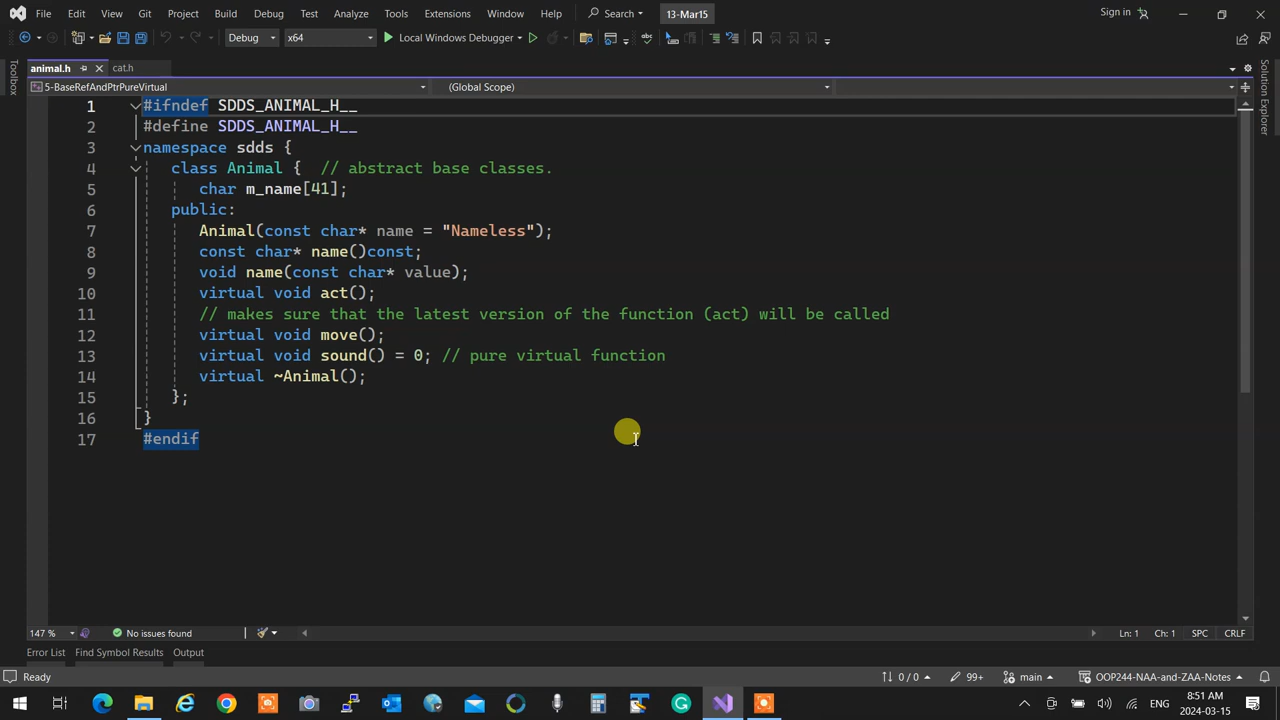 File Edit View Git Project Build Debug Test Analyze Tools Extensions Window Help Search 13-Mar15 Sign in
Debug x64 Local Windows Debugger
animal.h cat.h
5-BaseRefAndPtrPureVirtual (Global Scope)
Toolbox
Solution Explorer
1 #ifndef SDDS_ANIMAL_H__
2 #define SDDS_ANIMAL_H__
3 namespace sdds {
4 class Animal { // abstract base classes.
5 char m_name[41];
6 public:
7 Animal(const char* name = "Nameless");
8 const char* name()const;
9 void name(const char* value);
10 virtual void act();
11 // makes sure that the latest version of the function (act) will be called
12 virtual void move();
13 virtual void sound() = 0; // pure virtual function
14 virtual ~Animal();
15 };
16 }
17 #endif
147 % No issues found Ln: 1 Ch: 1 SPC CRLF
Error List Find Symbol Results Output
Ready 0 / 0 99+ main OOP244-NAA-and-ZAA-Notes
ENG 8:51 AM
2024-03-15